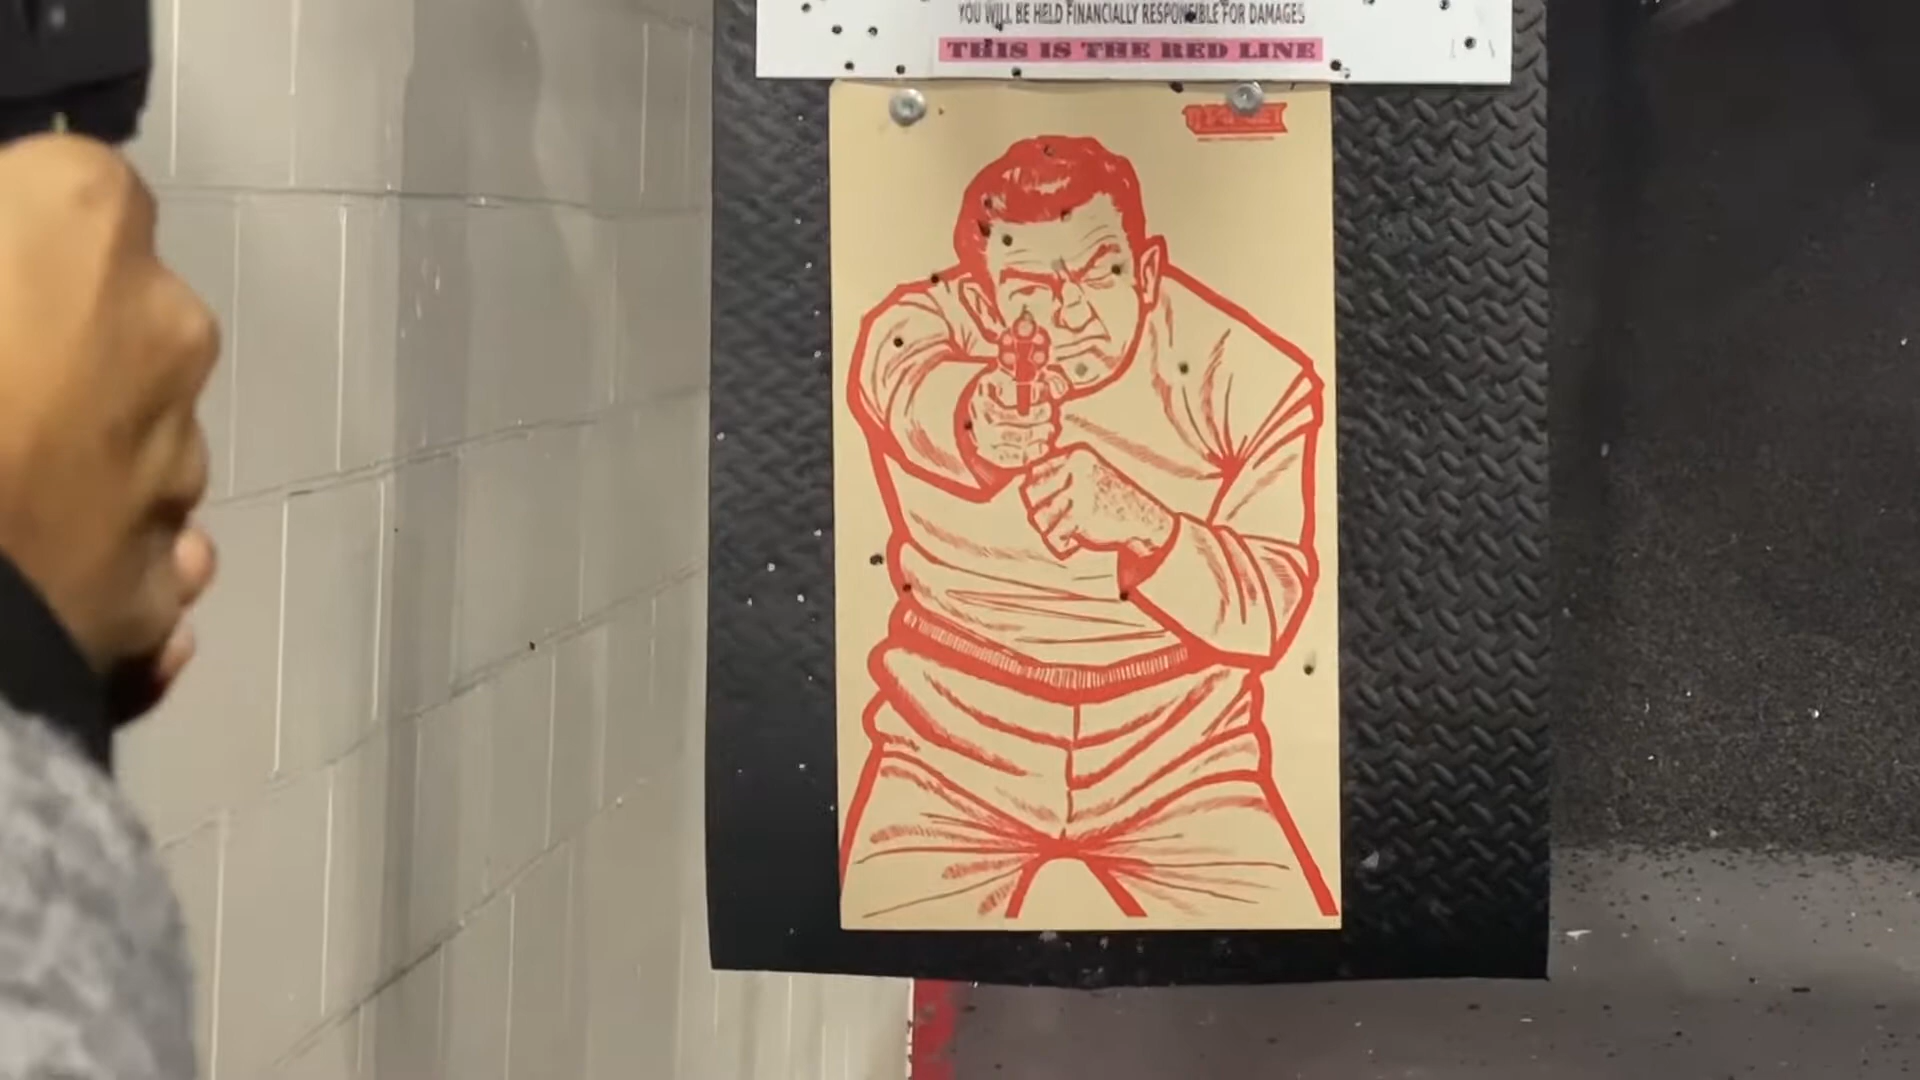 YOU WILL BE HELD FINANCIALLY RESPONSIBLE FOR DAMAGES
THIS IS THE RED LINE